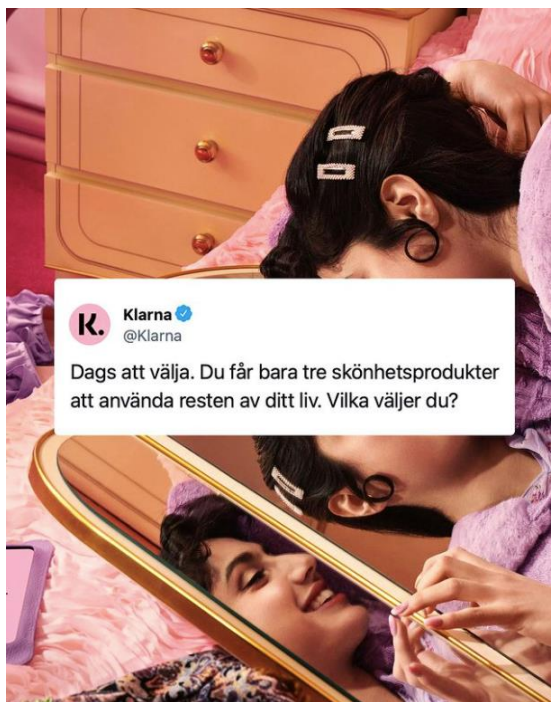 K.
Klarna
@Klarna
Dags att välja. Du får bara tre skönhetsprodukter
att använda resten av ditt liv. Vilka väljer du?